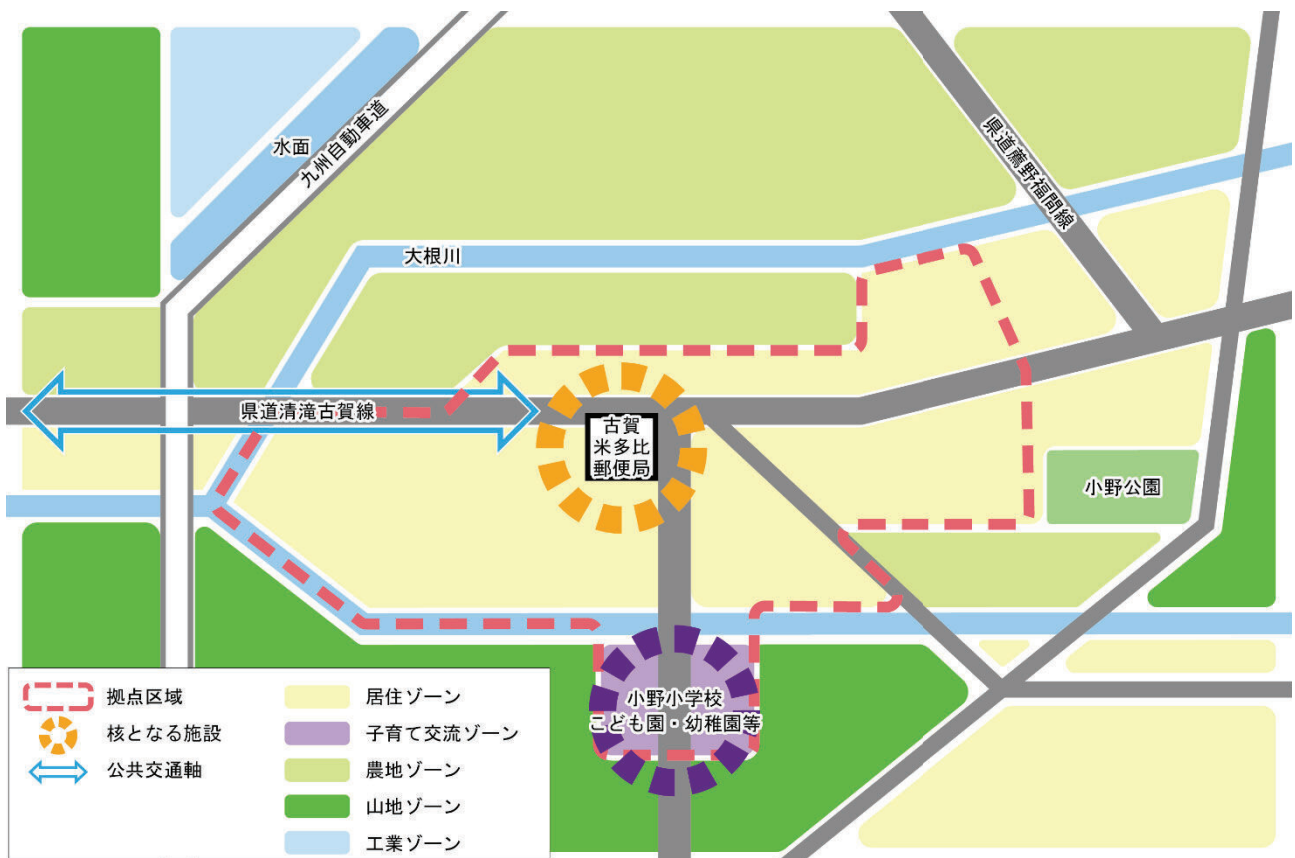 水面
九州自動車道
県道薦野福間線
大根川
県道清滝古賀線
古賀
米多比
郵便局
小野公園
小野小学校
こども園・幼稚園等
拠点区域
核となる施設
公共交通軸
居住ゾーン
子育て交流ゾーン
農地ゾーン
山地ゾーン
工業ゾーン